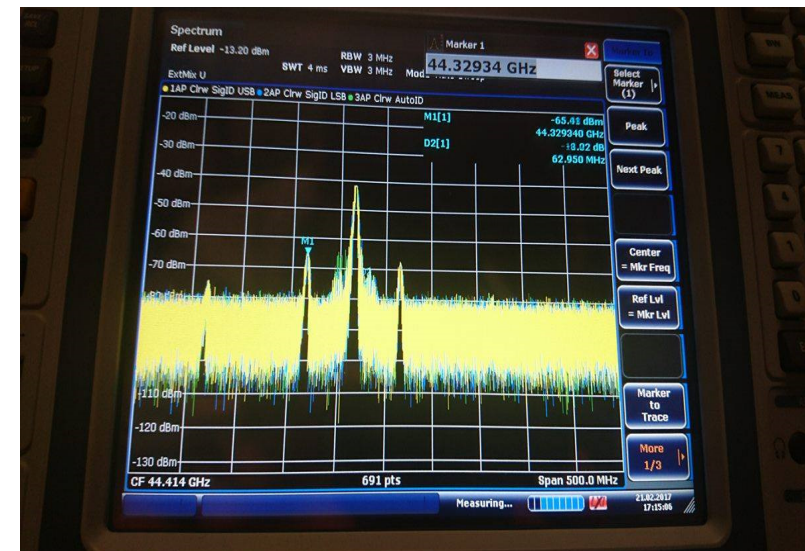 Spectrum
Ref Level -13.20 dBm
RBW 3 MHz
SWT 4 ms VBW 3 MHz
ExtMix U
Marker 1
44.32934 GHz
1AP Clrw SigID USB 2AP Clrw SigID LSB 3AP Clrw AutoID
M1[1] -65.41 dBm
44.329340 GHz
D2[1]
62.950 MHz
-20 dBm
-30 dBm
-40 dBm
-50 dBm
-60 dBm
-70 dBm
-110 dBm
-120 dBm
-130 dBm
M1
CF 44.414 GHz 691 pts Span 500.0 MHz
Measuring...
21.02.2017
17:15:06
Select
Marker
(1)
Peak
Next Peak
Center
= Mkr Freq
Ref Lvl
= Mkr Lvl
Marker
to
Trace
More
1/3